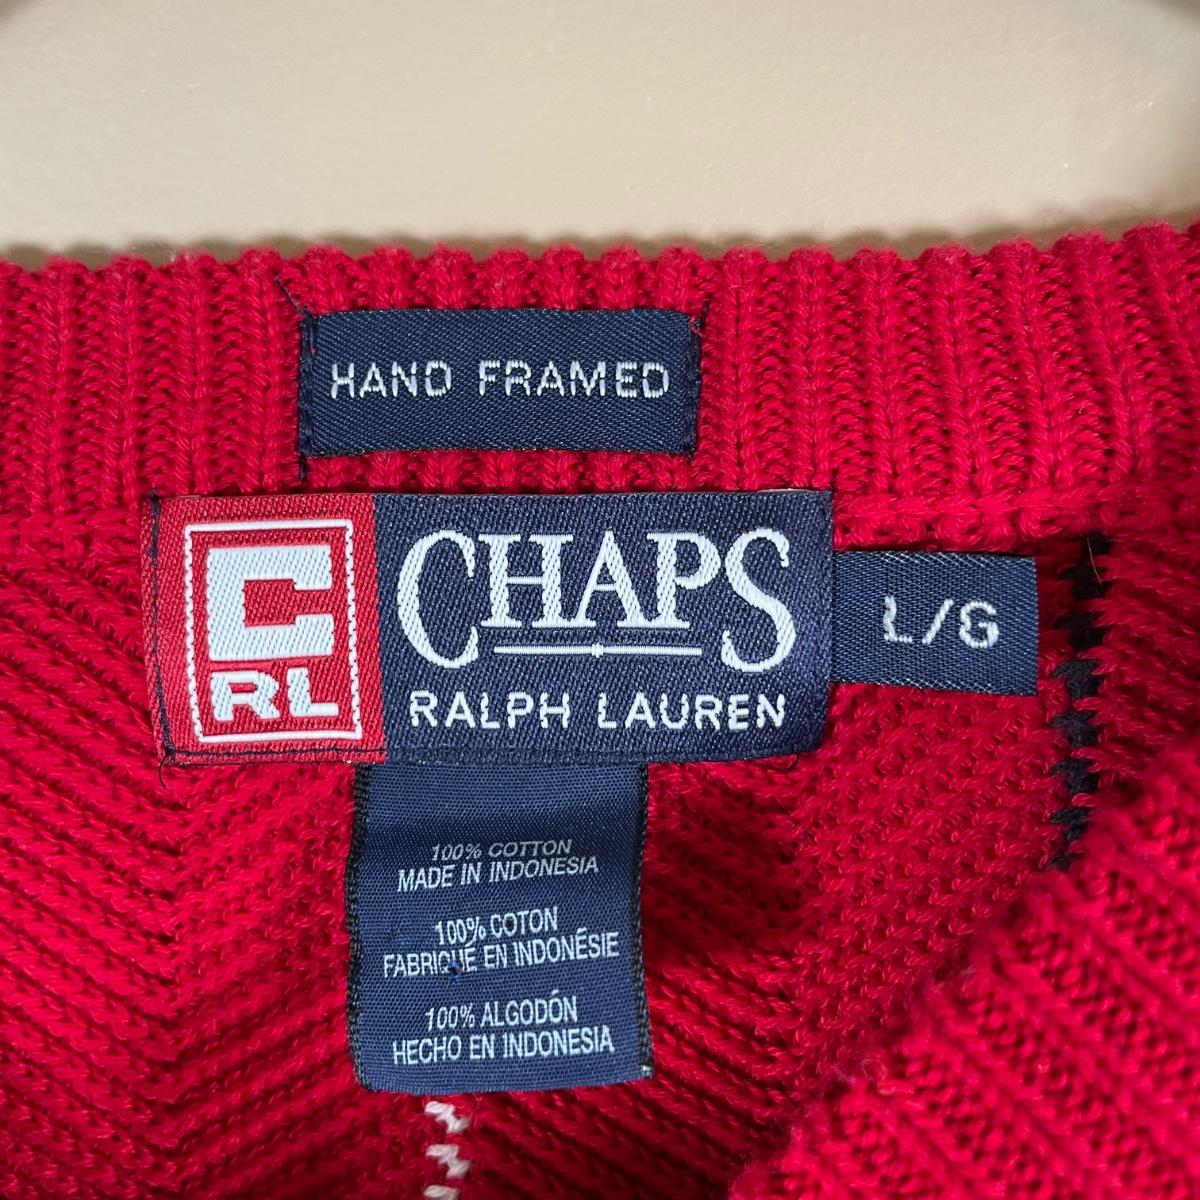 HAND FRAMED
C
RL
CHAPS
RALPH LAUREN
L/G
100% COTTON
MADE IN INDONESIA
100% COTON
FABRIQUÉ EN INDONÉSIE
100% ALGODÓN
HECHO EN INDONESIA